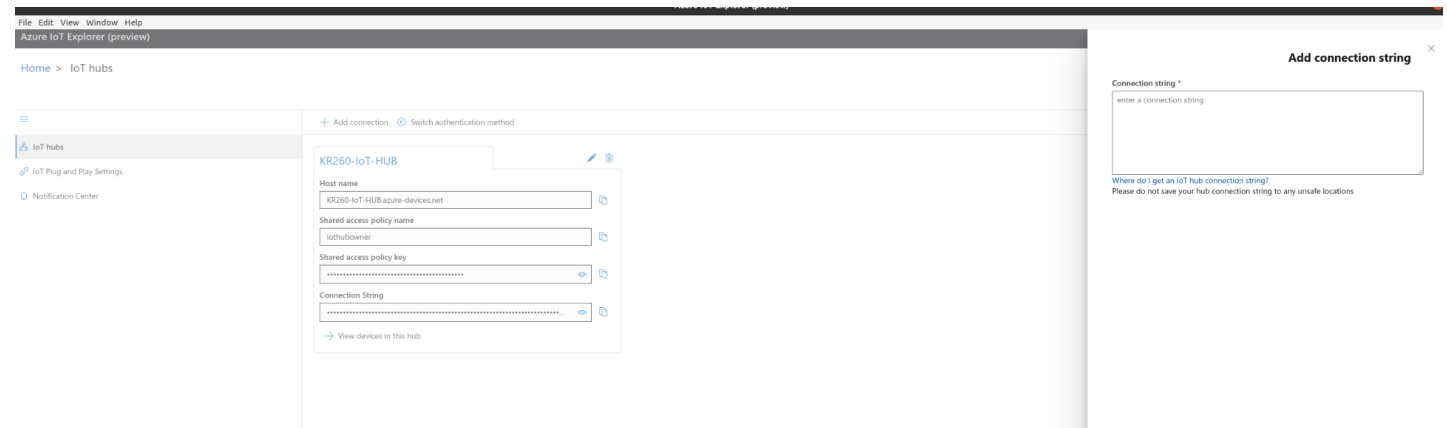 File Edit View Window Help
Azure IoT Explorer (preview)
Home > IoT hubs
IoT hubs
IoT Plug and Play Settings
Notification Center
Add connection Switch authentication method
KR260-IoT-HUB
Host name
KR260-IoT-HUB.azure-devices.net
Shared access policy name
iothubowner
Shared access policy key
Connection String
View devices in this hub
Add connection string
Connection string *
enter a connection string
Where do I get an IoT hub connection string?
Please do not save your hub connection string to any unsafe locations